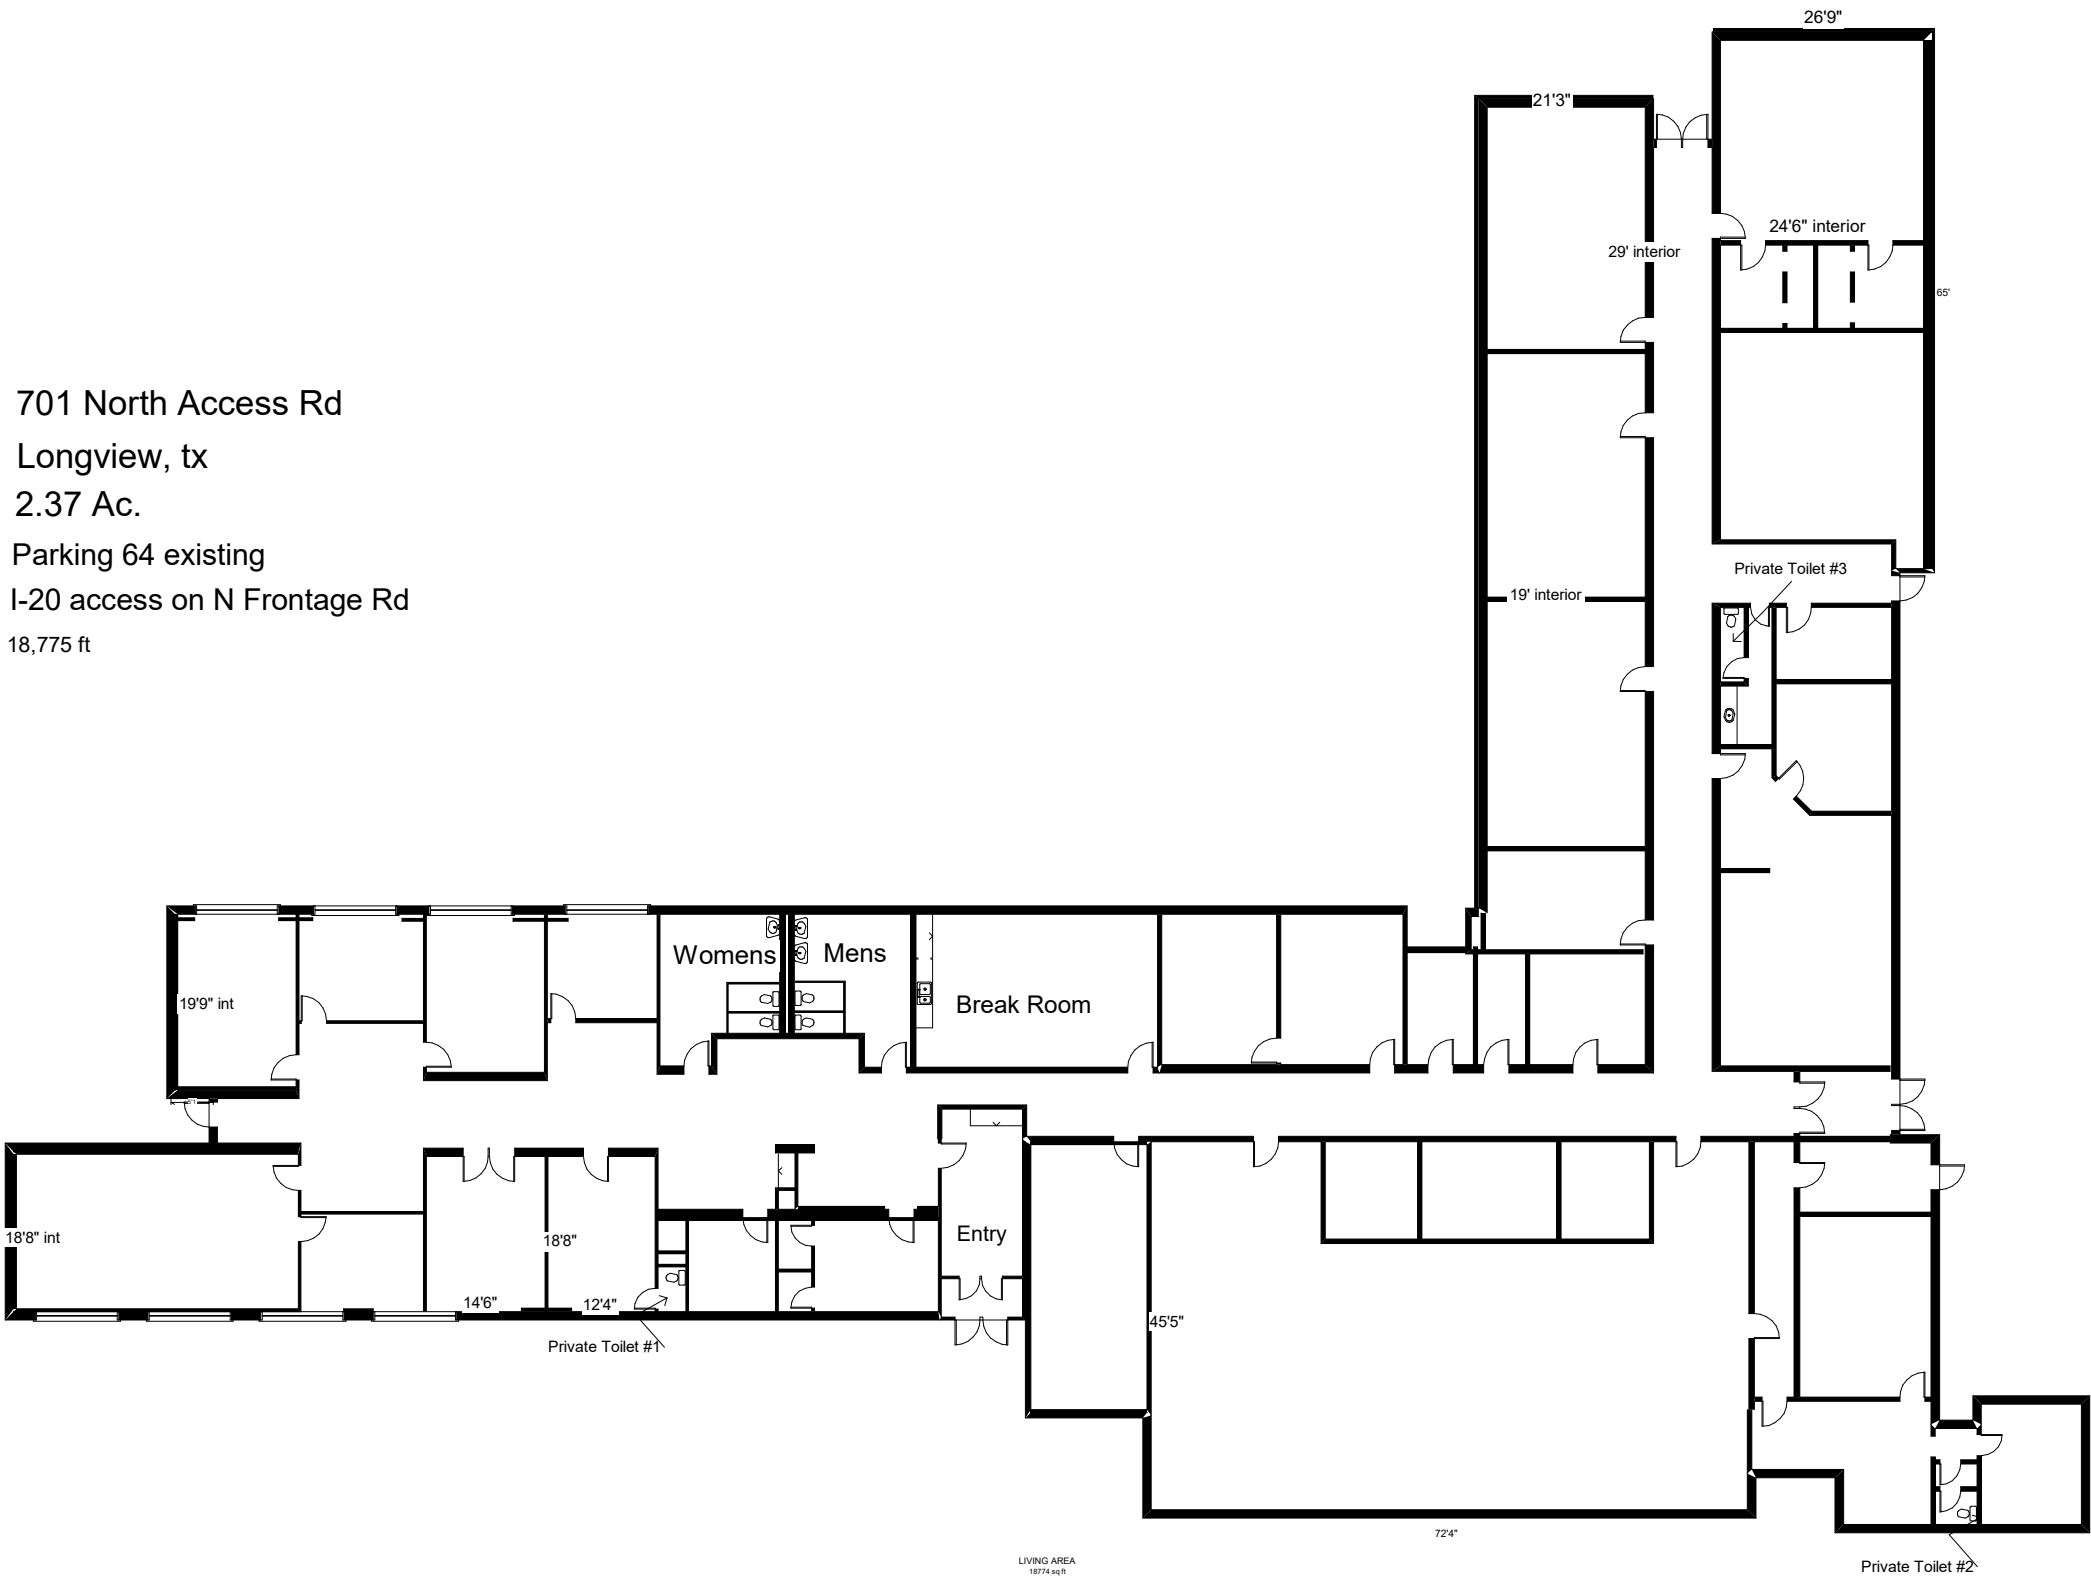 26'9"
21'3"
24'6" interior
29' interior
65'
701 North Access Rd
Longview, tx
2.37 Ac.
Parking 64 existing
I-20 access on N Frontage Rd
18,775 ft
Private Toilet #3
19' interior
Womens
Mens
19'9" int
Break Room
Entry
18'8" int
18'8"
14'6"
12'4"
45'5"
Private Toilet #1
72'4"
LIVING AREA
18774 sq ft
Private Toilet #2